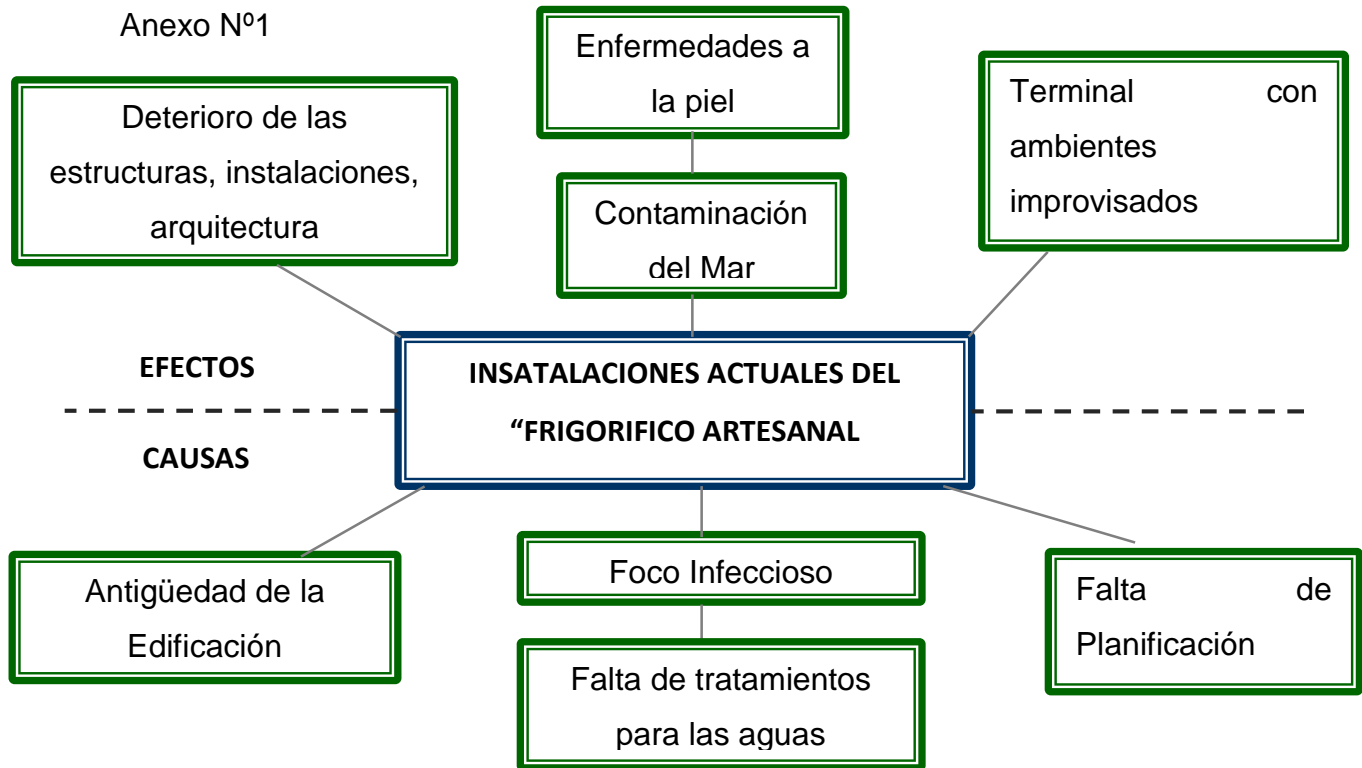 Anexo Nº1
Enfermedades a
la piel
Deterioro de las
estructuras, instalaciones,
arquitectura
Terminal con
ambientes
improvisados
Contaminación
del Mar
EFECTOS
CAUSAS
INSATALACIONES ACTUALES DEL
“FRIGORIFICO ARTESANAL
Antigüedad de la
Edificación
Foco Infeccioso
Falta de tratamientos
para las aguas
Falta de
Planificación